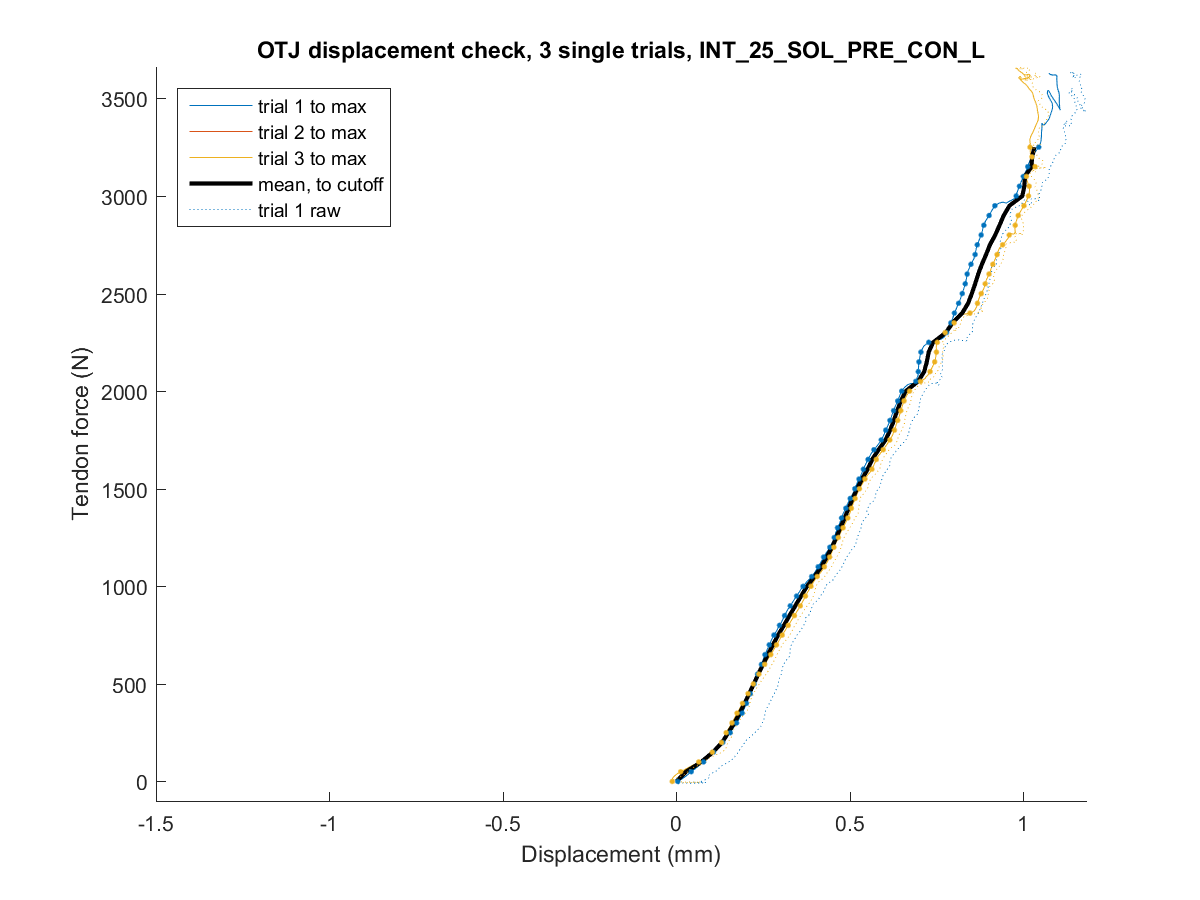 OTJ displacement check, 3 single trials, INT_25_SOL_PRE_CON_L
trial 1 to max
trial 2 to max
trial 3 to max
mean, to cutoff
trial 1 raw
3500
3000
2500
2000
1500
1000
500
0
Tendon force (N)
-1.5
-1
-0.5
0
0.5
1
Displacement (mm)